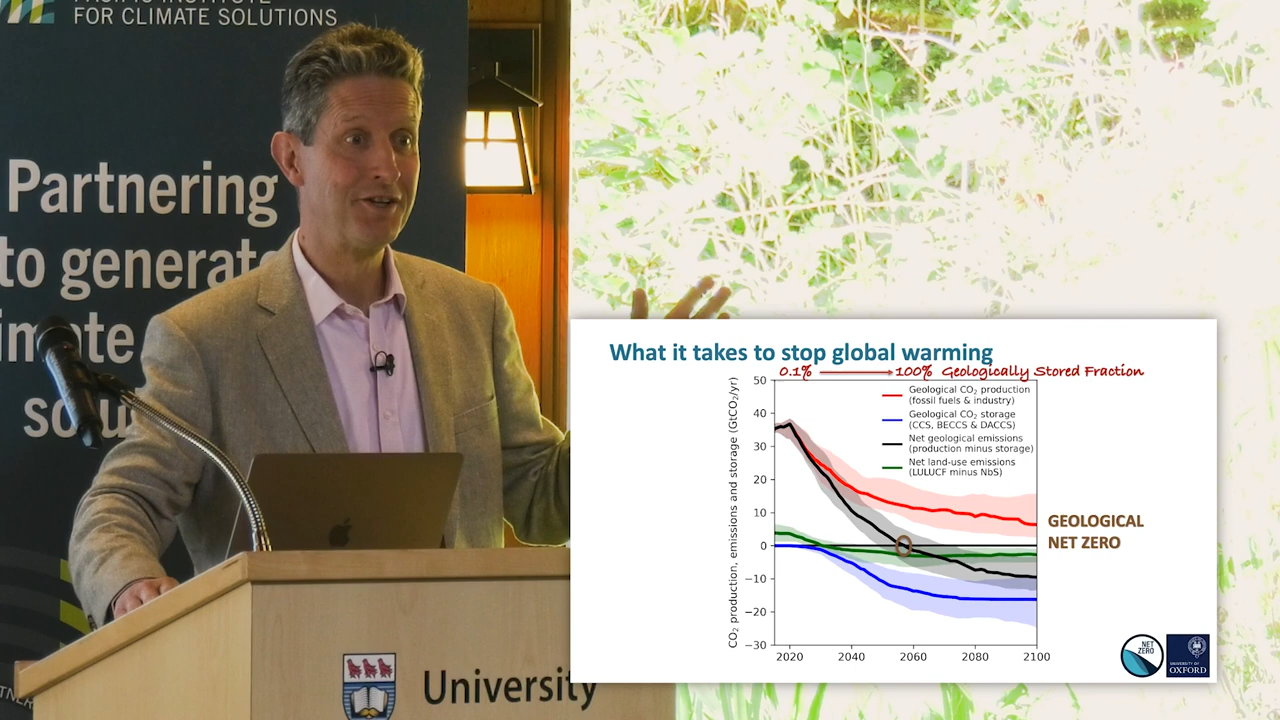 FOR CLIMATE SOLUTIONS
Partnering
to generat
imate
solu
University
What it takes to stop global warming
0.1% 100% Geologically Stored Fraction
50
40
30
20
10
0
−10
−20
−30
2020 2040 2060 2080 2100
CO₂ production, emissions and storage (GtCO₂/yr)
Geological CO₂ production
(fossil fuels & industry)
Geological CO₂ storage
(CCS, BECCS & DACCS)
Net geological emissions
(production minus storage)
Net land-use emissions
(LULUCF minus NbS)
GEOLOGICAL
NET ZERO
NET
ZERO
UNIVERSITY OF
OXFORD